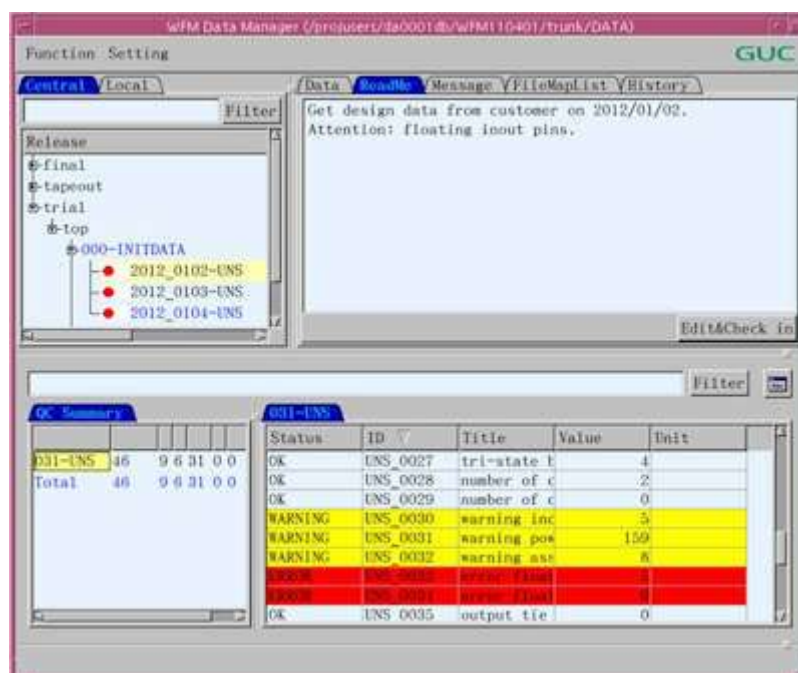 WFM Data Manager (/projusers/da0001db/WFM110401/trunk/DATA)
Function Setting
GUC
Central Local
Filter
Release
final
tapeout
trial
top
000-INITDATA
2012_0102-UNS
2012_0103-UNS
2012_0104-UNS
Data ReadMe Message FileMapList History
Get design data from customer on 2012/01/02.
Attention: floating inout pins.
Edit&Check in
Filter
QC Summary
031-UNS 46 9 6 31 0 0
Total 46 9 6 31 0 0
031-UNS
Status ID Title Value Unit
OK UNS_0027 tri-state t 4
OK UNS_0028 number of c 2
OK UNS_0029 number of c 0
WARNING UNS_0030 warning inc 5
WARNING UNS_0031 warning pow 159
WARNING UNS_0032 warning ass 8
ERROR error float
ERROR error float
OK UNS_0035 output tie 0